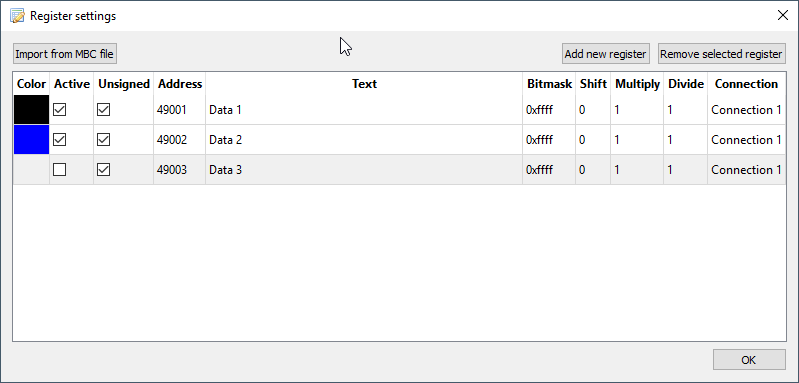 Register settings
Import from MBC file Add new register Remove selected register
Color Active Unsigned Address Text Bitmask Shift Multiply Divide Connection
49001 Data 1 0xffff 0 1 1 Connection 1
49002 Data 2 0xffff 0 1 1 Connection 1
49003 Data 3 0xffff 0 1 1 Connection 1
OK